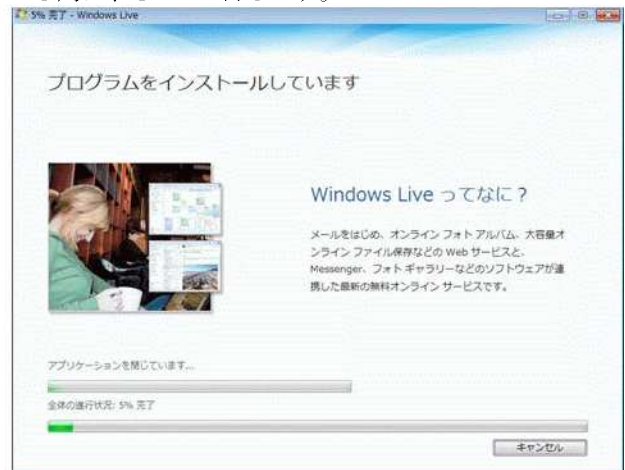 5% 完了 - Windows Live
プログラムをインストールしています
Windows Live ってなに？
メールをはじめ、オンライン フォト アルバム、大容量オ
ンライン ファイル保存などの Web サービスと、
Messenger、フォト ギャラリーなどのソフトウェアが連
携した最新の無料オンライン サービスです。
アプリケーションを閉じています...
全体の進行状況: 5% 完了
キャンセル